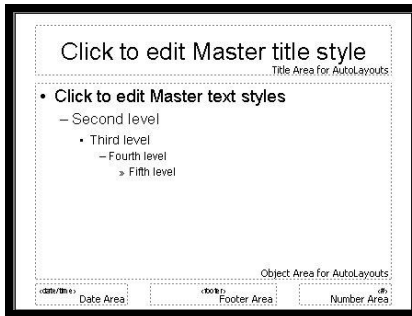 Click to edit Master title style
Title Area for AutoLayouts
• Click to edit Master text styles
– Second level
• Third level
– Fourth level
» Fifth level
Object Area for AutoLayouts
<date/time>
Date Area
<footer>
Footer Area
<#>
Number Area